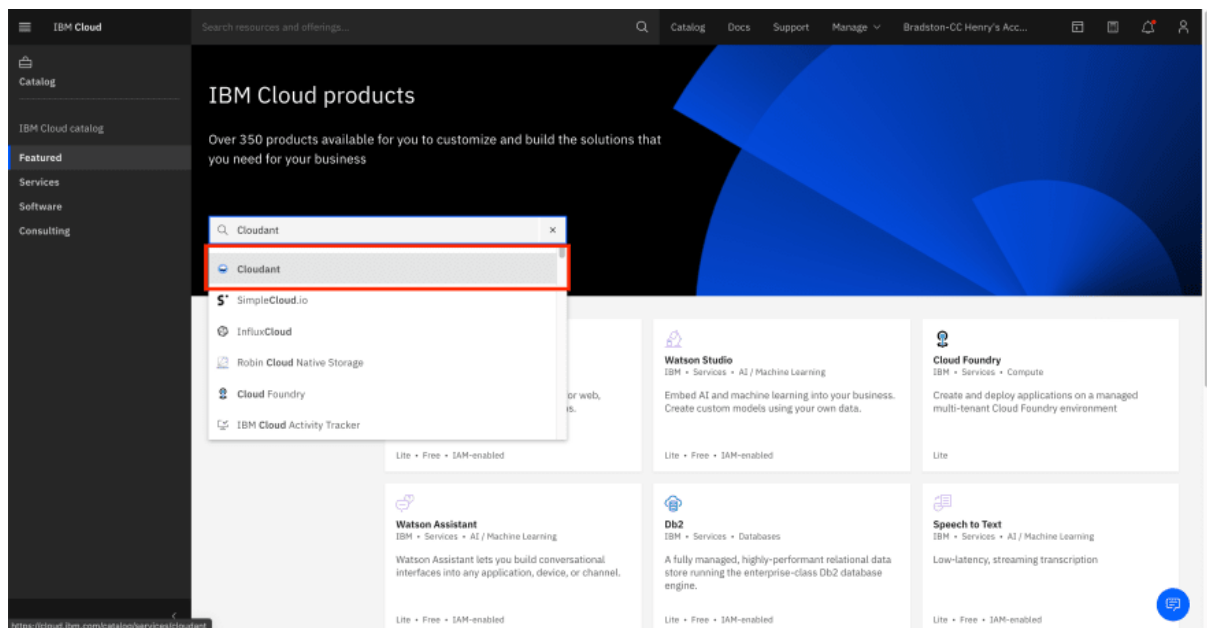 IBM Cloud
Search resources and offerings...
Catalog
Docs
Support
Manage
Bradston-CC Henry's Acc...
Catalog
IBM Cloud catalog
Featured
Services
Software
Consulting
IBM Cloud products
Over 350 products available for you to customize and build the solutions that
you need for your business
Cloudant
Cloudant
SimpleCloud.io
InfluxCloud
Robin Cloud Native Storage
Cloud Foundry
IBM Cloud Activity Tracker
or web,
Lite • Free • IAM-enabled
Watson Studio
IBM • Services • AI / Machine Learning
Embed AI and machine learning into your business.
Create custom models using your own data.
Lite • Free • IAM-enabled
Cloud Foundry
IBM • Services • Compute
Create and deploy applications on a managed
multi-tenant Cloud Foundry environment
Lite
Watson Assistant
IBM • Services • AI / Machine Learning
Watson Assistant lets you build conversational
interfaces into any application, device, or channel.
Lite • Free • IAM-enabled
Db2
IBM • Services • Databases
A fully managed, highly-performant relational data
store running the enterprise-class Db2 database
engine.
Lite • Free • IAM-enabled
Speech to Text
IBM • Services • AI / Machine Learning
Low-latency, streaming transcription
Lite • Free • IAM-enabled